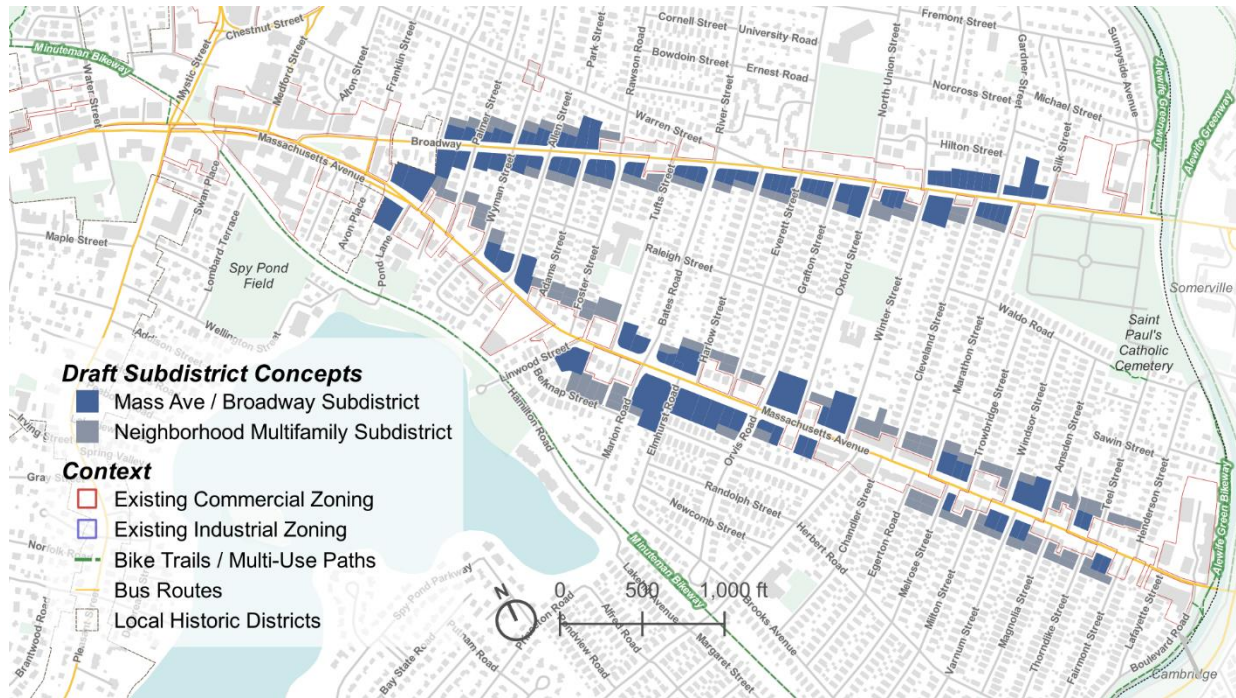 Chestnut Street
Mystic Street
Minuteman Bikeway
Water Street
Medford Street
Alton Street
Franklin Street
Park Street
Cornell Street
University Road
Bowdoin Street
Ernest Road
Rawson Road
River Street
North Union Street
Fremont Street
Gardner Street
Norcross Street
Michael Street
Sunnyside Avenue
Alewife Greenway
Alewife Greenway
Palmer Street
Allen Street
Warren Street
Broadway
Hilton Street
Silk Street
Massachusetts Avenue
Swan Place
Avon Place
Wyman Street
Tufts Street
Everett Street
Grafton Street
Oxford Street
Maple Street
Lombard Terrace
Pond Lane
Spy Pond
Field
Adams Street
Foster Street
Raleigh Street
Bates Road
Winter Street
Cleveland Street
Marathon Street
Waldo Road
Somerville
Saint
Paul's
Catholic
Cemetery
Addison Street
Wellington Street
Harlow Street
Linwood Street
Belknap Street
Hamilton Road
Draft Subdistrict Concepts
Mass Ave / Broadway Subdistrict
Neighborhood Multifamily Subdistrict
Irving Street
Spring Valley
Marion Road
Elmhurst Road
Orvis Road
Massachusetts Avenue
Trowbridge Street
Windsor Street
Amsden Street
Sawin Street
Teel Street
Henderson Street
Context
Existing Commercial Zoning
Existing Industrial Zoning
Bike Trails / Multi-Use Paths
Bus Routes
Local Historic Districts
Randolph Street
Newcomb Street
Herbert Road
Chandler Street
Egerton Road
Melrose Street
Milton Street
Varnum Street
Magnolia Street
Thorndike Street
Fairmont Street
Lafayette Street
Boulevard Road
Alewife Green Bikeway
Cambridge
Minuteman Bikeway
Brooks Avenue
Margaret Street
Alfred Road
Spy Pond Parkway
Putnam Road
Bay State Road
Brantwood Road
N
0 500 1,000 ft